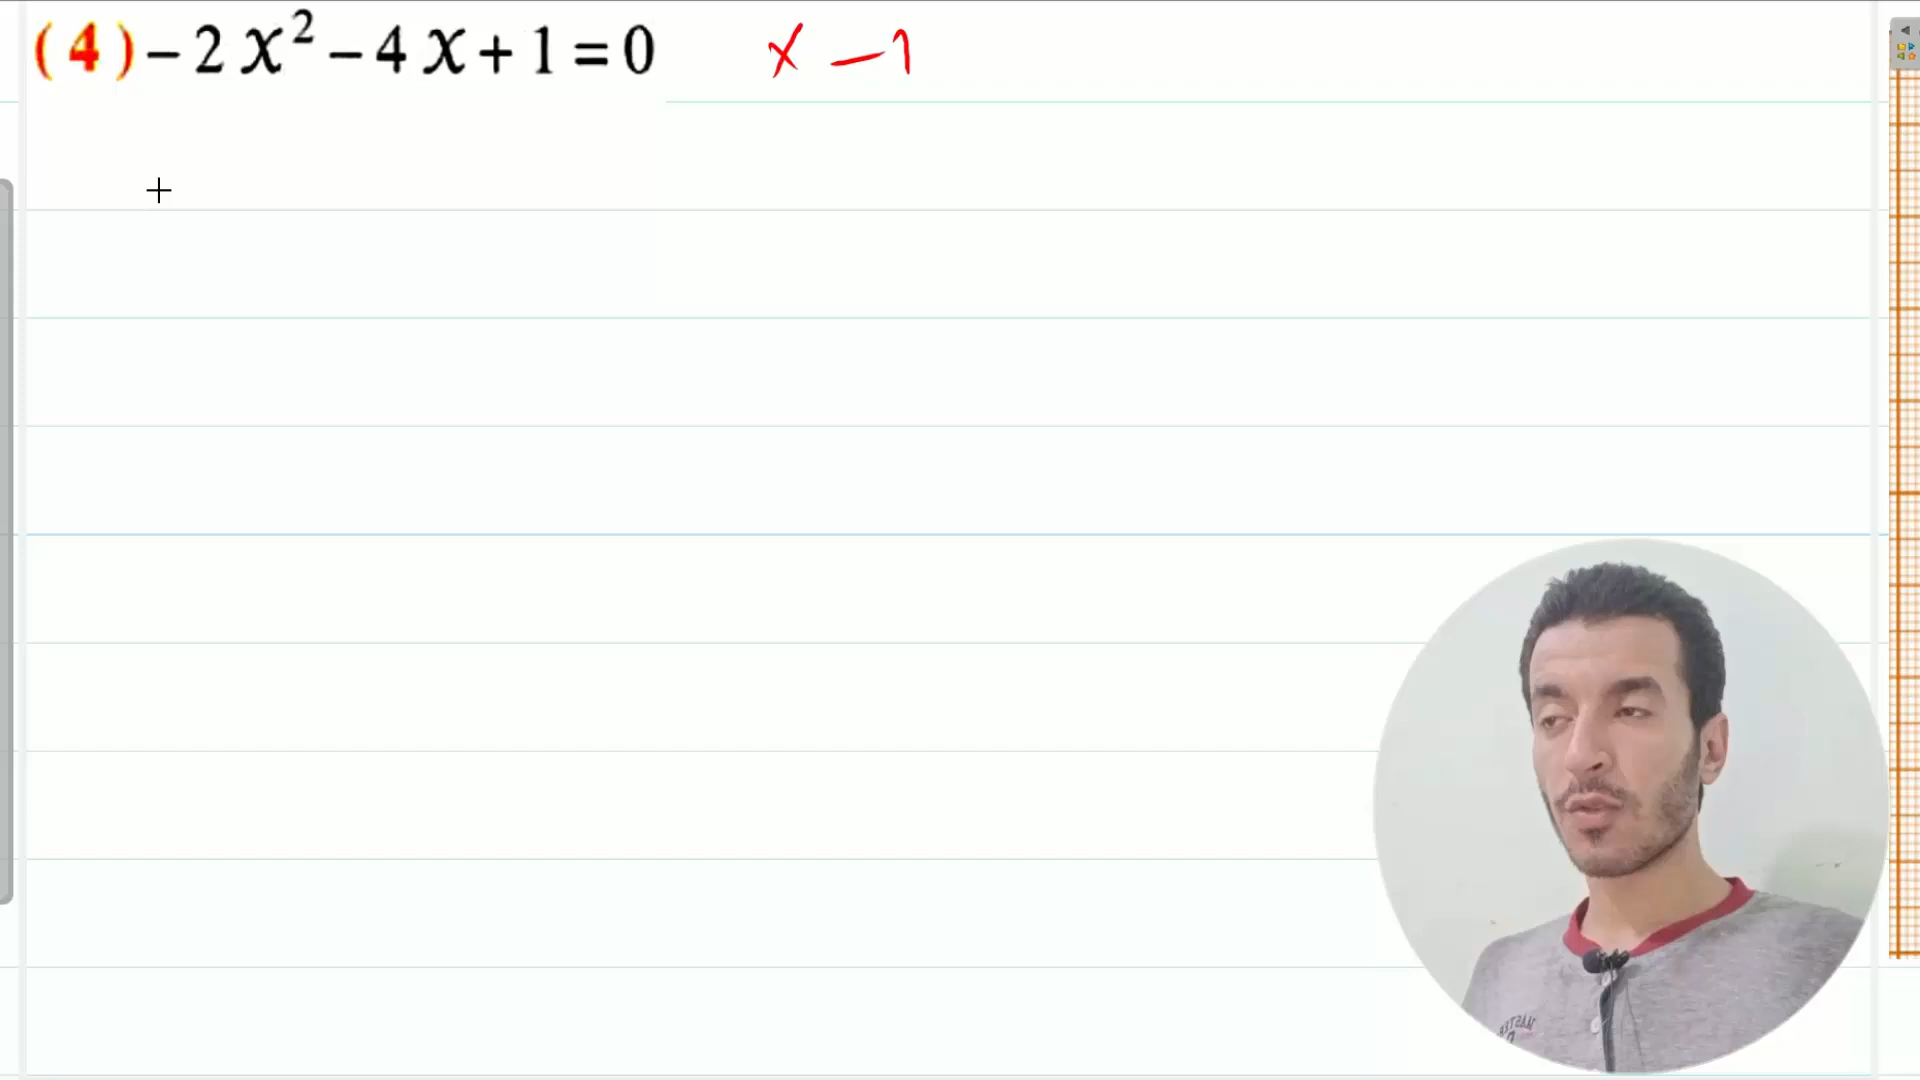 (4) − 2x² − 4x + 1 = 0 x − 1